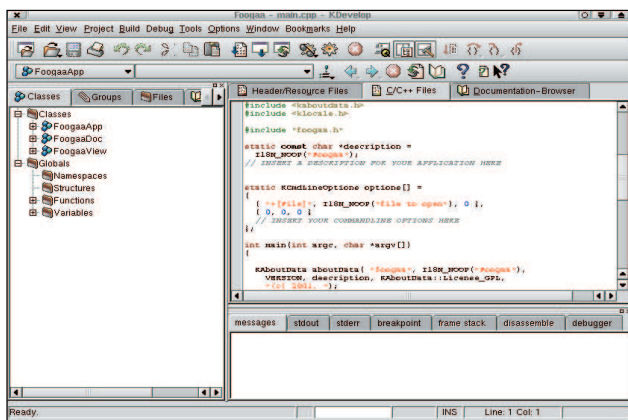 Foogaa - main.cpp - KDevelop
File Edit View Project Build Debug Tools Options Window Bookmarks Help
FoogaaApp
Classes Groups Files
Header/Resource Files C/C++ Files Documentation-Browser
Classes
FoogaaApp
FoogaaDoc
FoogaaView
Globals
Namespaces
Structures
Functions
Variables
#include <kaboutdata.h>
#include <klocale.h>
#include "foogaa.h"
static const char *description =
I18N_NOOP("Foogaa");
// INSERT A DESCRIPTION FOR YOUR APPLICATION HERE
static KCmdLineOptions options[] =
{
{ "+[File]", I18N_NOOP("file to open"), 0 },
{ 0, 0, 0 }
// INSERT YOUR COMMANDLINE OPTIONS HERE
};
int main(int argc, char *argv[])
{
KAboutData aboutData( "foogaa", I18N_NOOP("Foogaa"),
VERSION, description, KAboutData::License_GPL,
"(c) 2001, ");
messages stdout stderr breakpoint frame stack disassemble debugger
Ready.
INS Line: 1 Col: 1